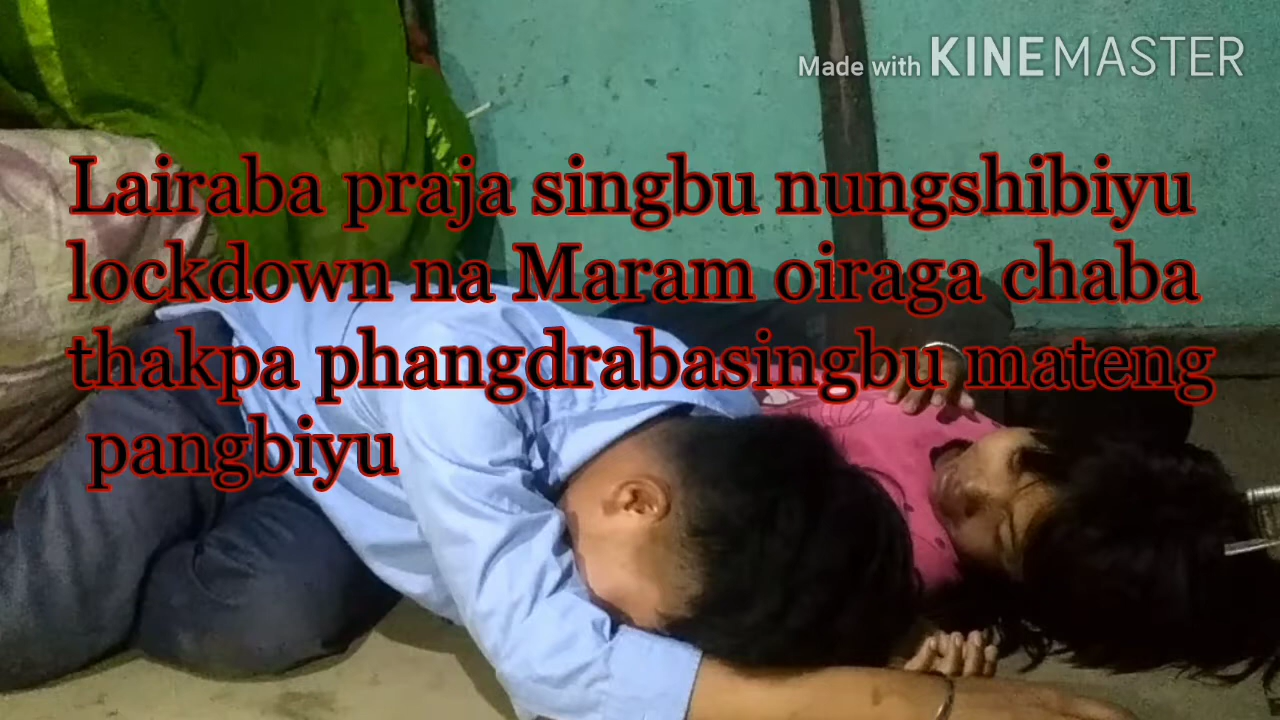 Made with KINEMASTER
Lairaba praja singbu nungshibiyu
lockdown na Maram oiraga chaba
thakpa phangdrabasingbu mateng
pangbiyu